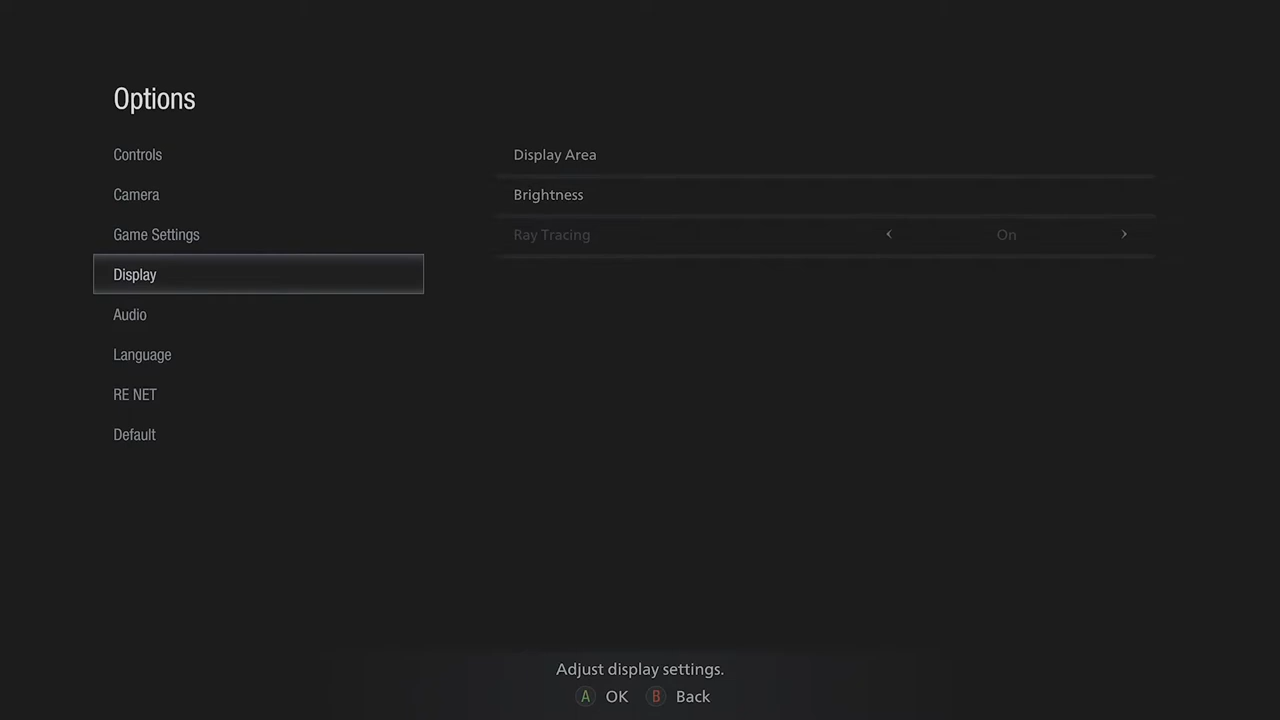 Options
Controls
Camera
Game Settings
Display
Audio
Language
RE NET
Default
Display Area
Brightness
Ray Tracing < On >
Adjust display settings.
A OK B Back